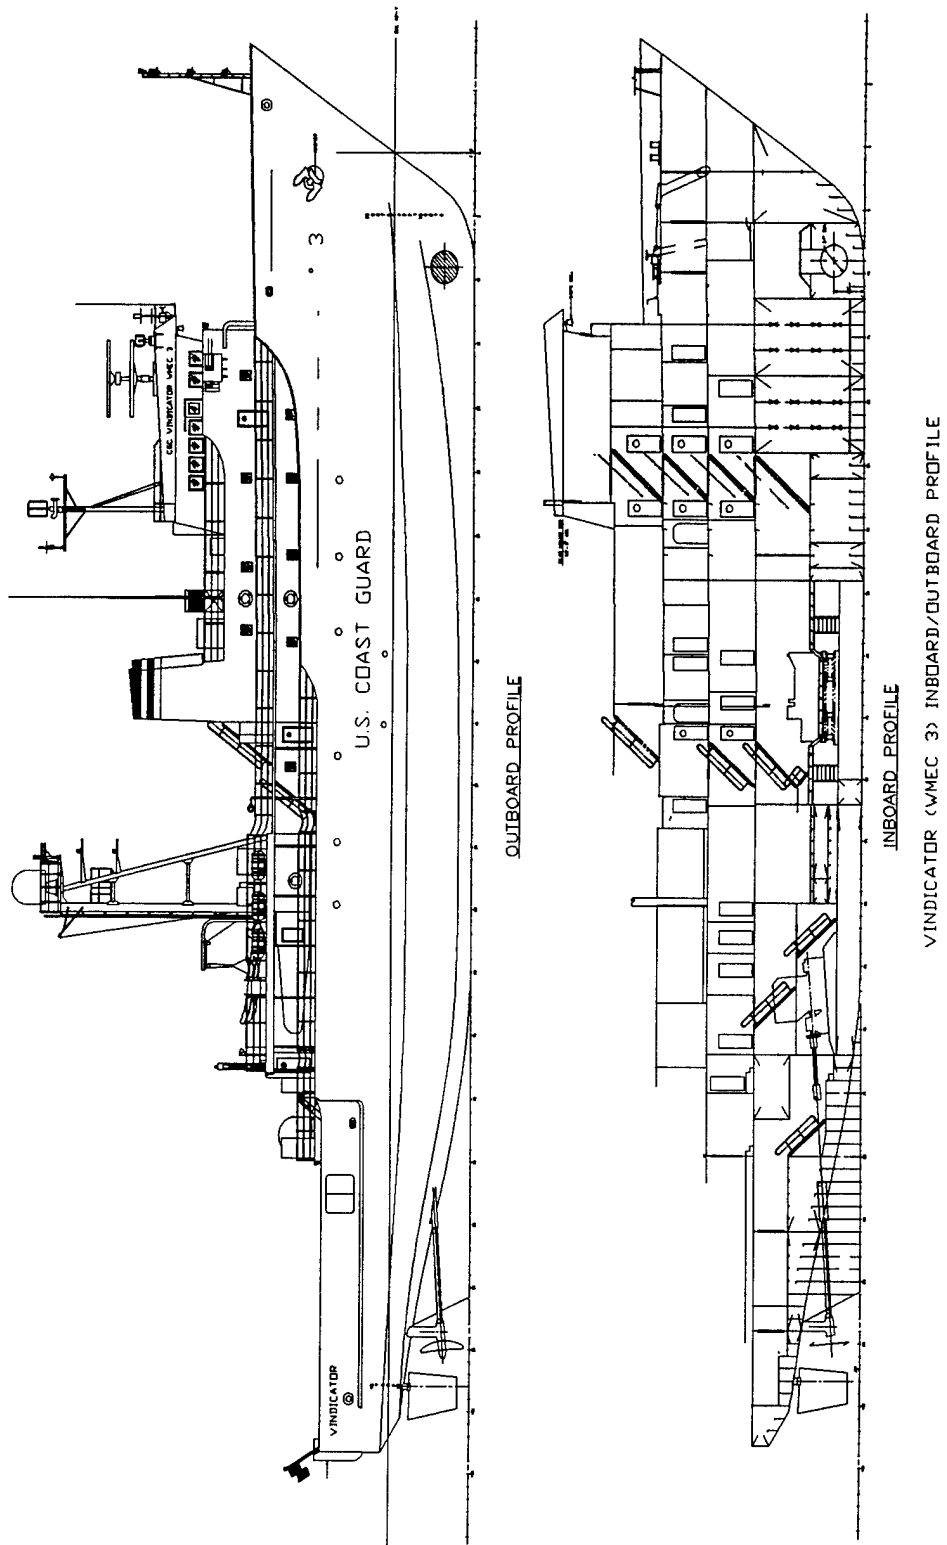 CGC VINDICATOR WMEC 3
3
U.S. COAST GUARD
VINDICATOR
OUTBOARD PROFILE
INBOARD PROFILE
VINDICATOR (WMEC 3) INBOARD/OUTBOARD PROFILE